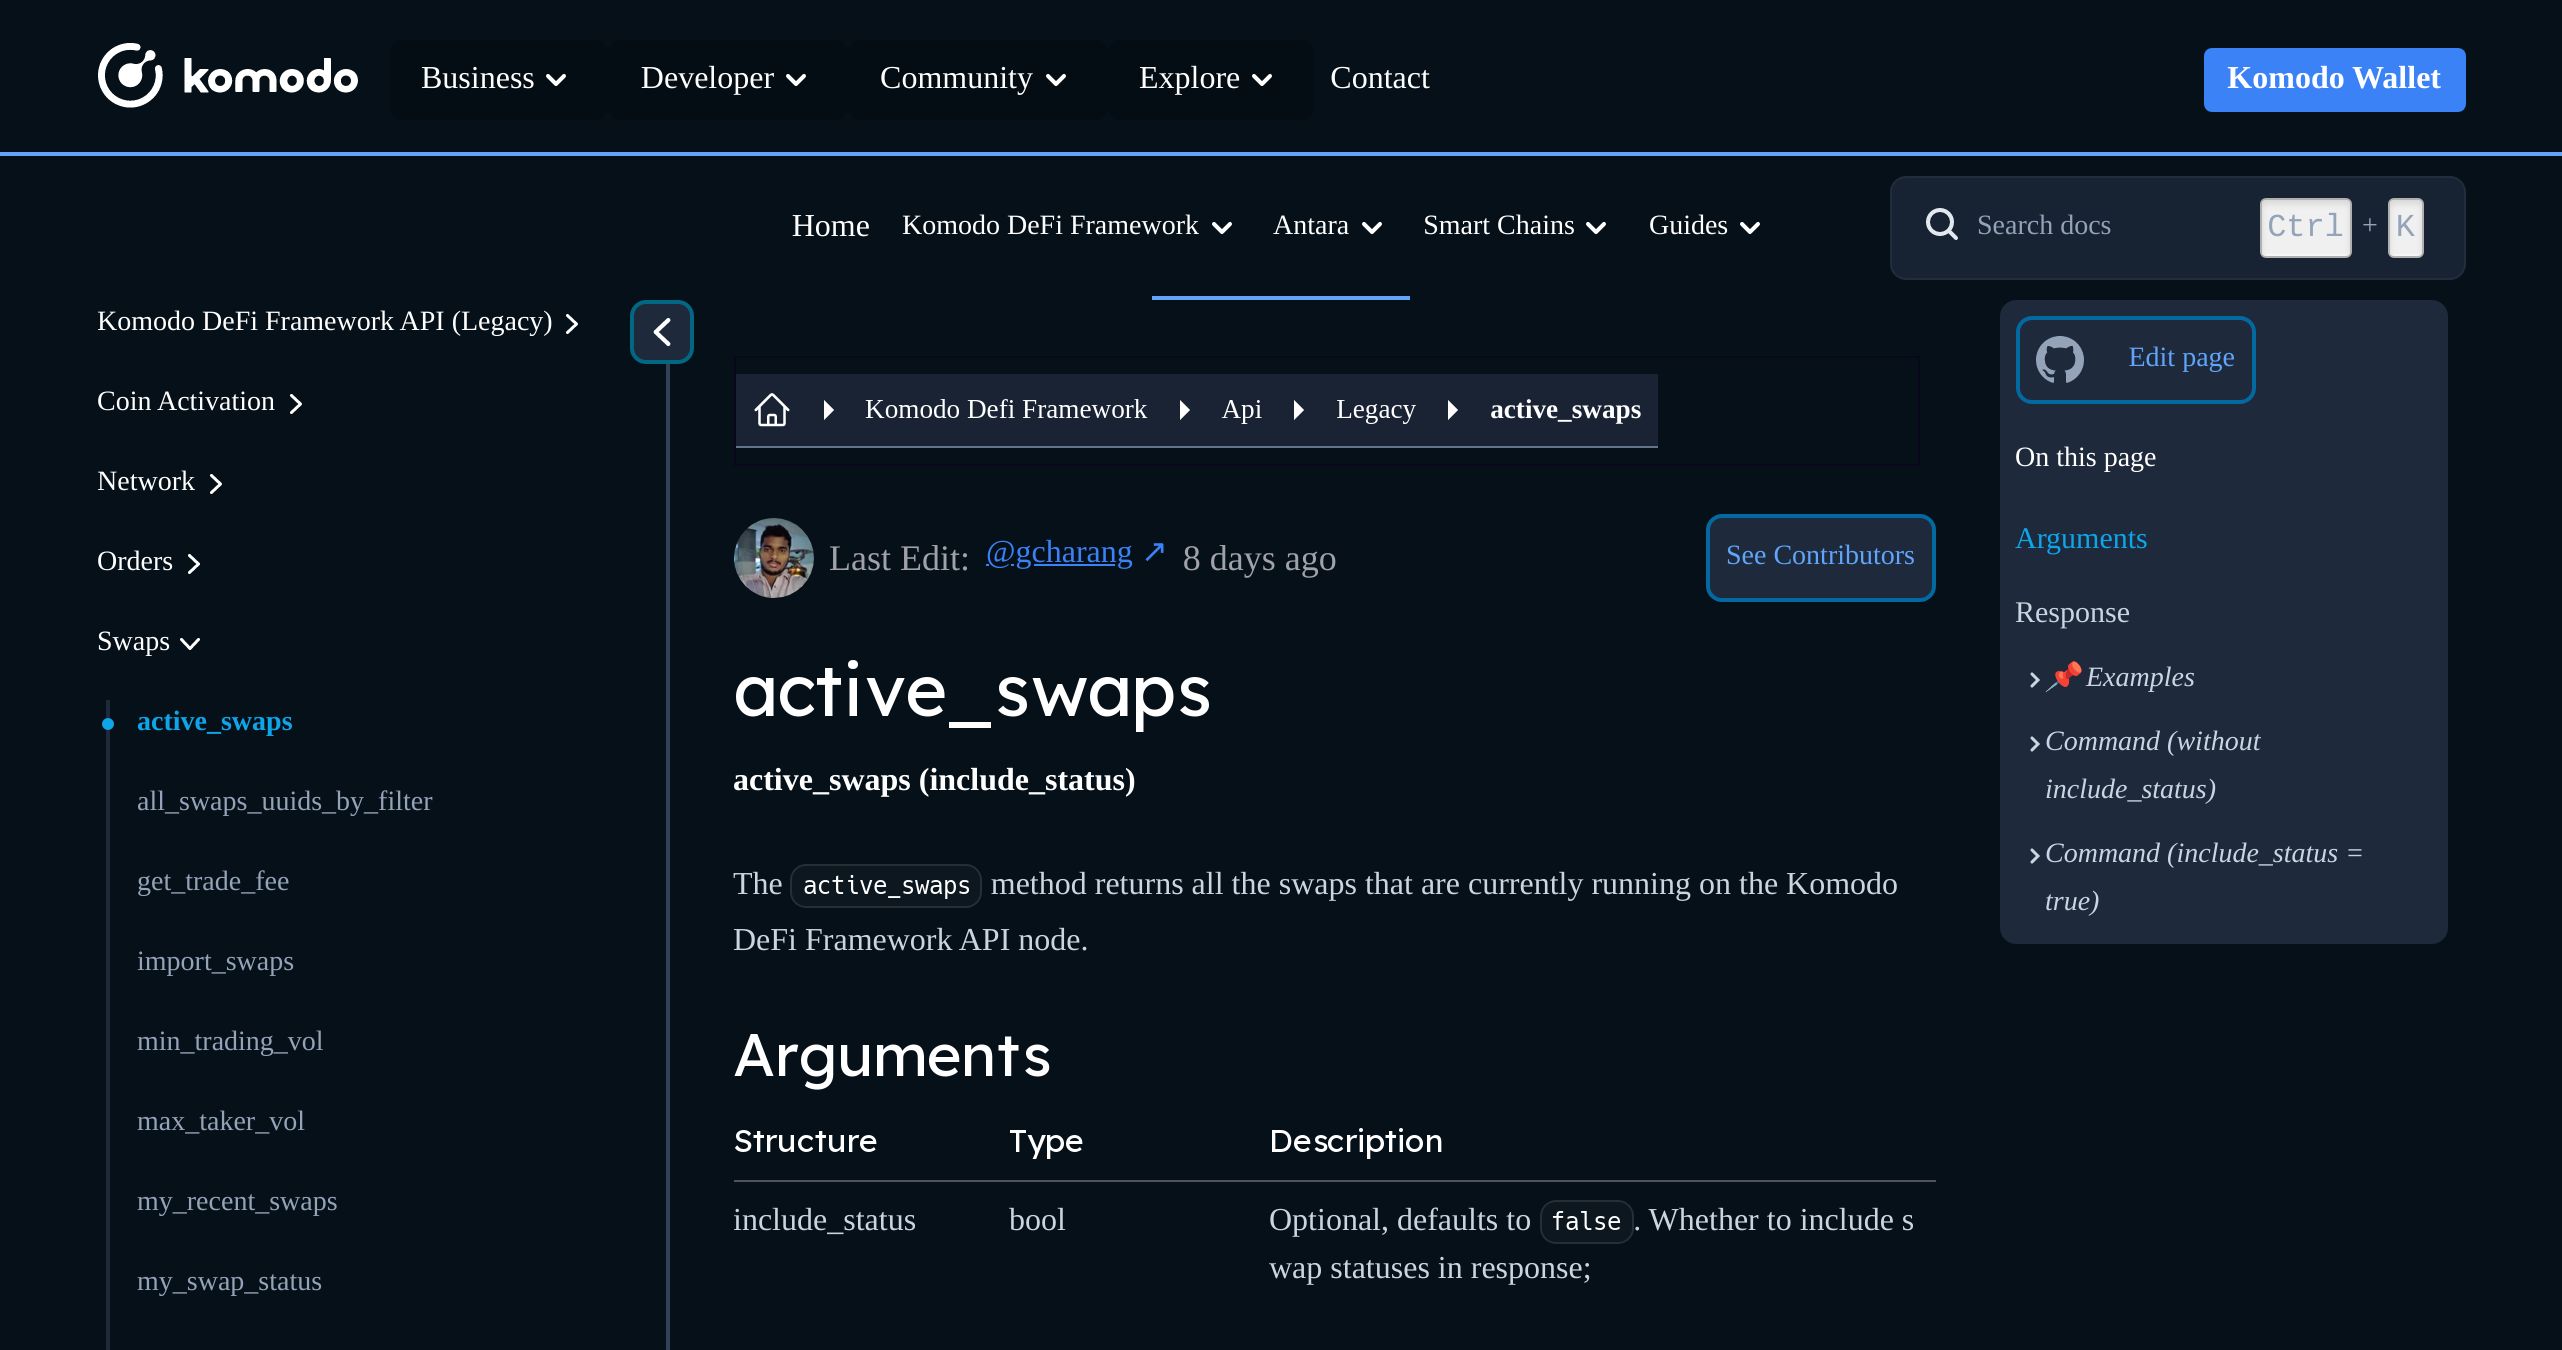 komodo
Business
Developer
Community
Explore
Contact
Komodo Wallet
Home
Komodo DeFi Framework
Antara
Smart Chains
Guides
Search docs
Ctrl + K
Komodo DeFi Framework API (Legacy)
Coin Activation
Network
Orders
Swaps
active_swaps
all_swaps_uuids_by_filter
get_trade_fee
import_swaps
min_trading_vol
max_taker_vol
my_recent_swaps
my_swap_status
Komodo Defi Framework
Api
Legacy
active_swaps
Last Edit: @gcharang ↗ 8 days ago
See Contributors
active_swaps
active_swaps (include_status)
The active_swaps method returns all the swaps that are currently running on the Komodo
DeFi Framework API node.
Arguments
Structure Type Description
include_status bool Optional, defaults to false. Whether to include s
wap statuses in response;
Edit page
On this page
Arguments
Response
📌 Examples
Command (without
include_status)
Command (include_status =
true)